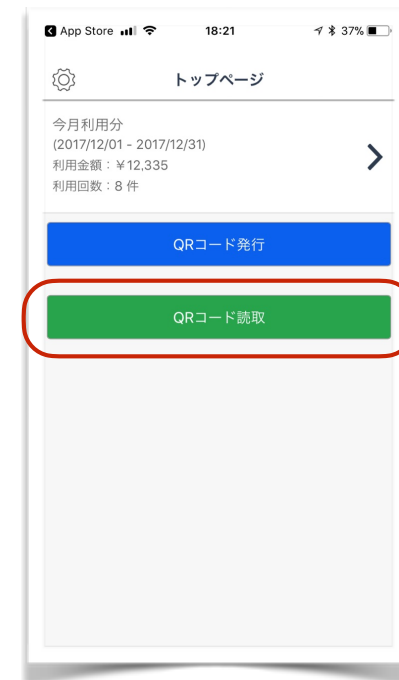 App Store 18:21 37%
トップページ
今月利用分
(2017/12/01 - 2017/12/31)
利用金額：￥12,335
利用回数：8 件
QRコード発行
QRコード読取